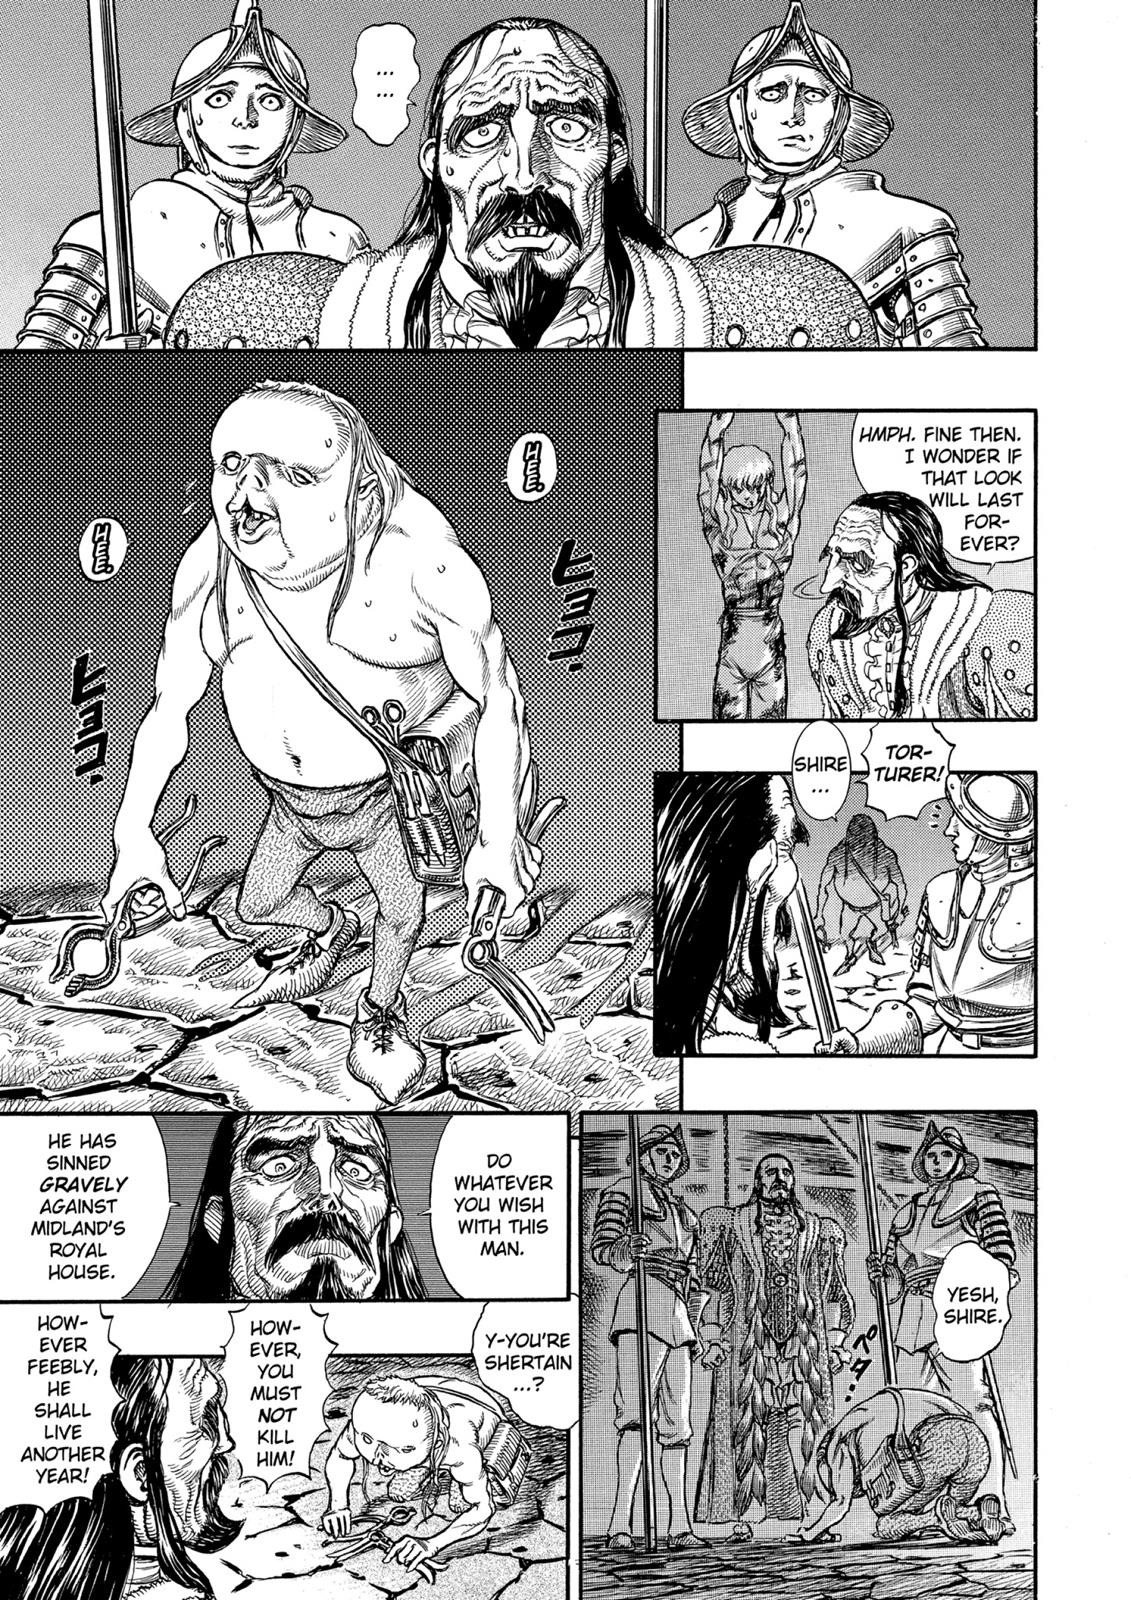 ...
...
HMPH. FINE THEN.
I WONDER IF
THAT LOOK
WILL LAST
FOR-
EVER?
TOR-
TURER!
SHIRE
...
HEE.
HEE.
ヒョコ.
ヒョコ.
YESH,
SHIRE.
ペタ...
DO
WHATEVER
YOU WISH
WITH THIS
MAN.
HE HAS
SINNED
GRAVELY
AGAINST
MIDLAND'S
ROYAL
HOUSE.
Y-YOU'RE
SHERTAIN
...?
HOW-
EVER,
YOU
MUST
NOT
KILL
HIM!
HOW-
EVER
FEEBLY,
HE
SHALL
LIVE
ANOTHER
YEAR!